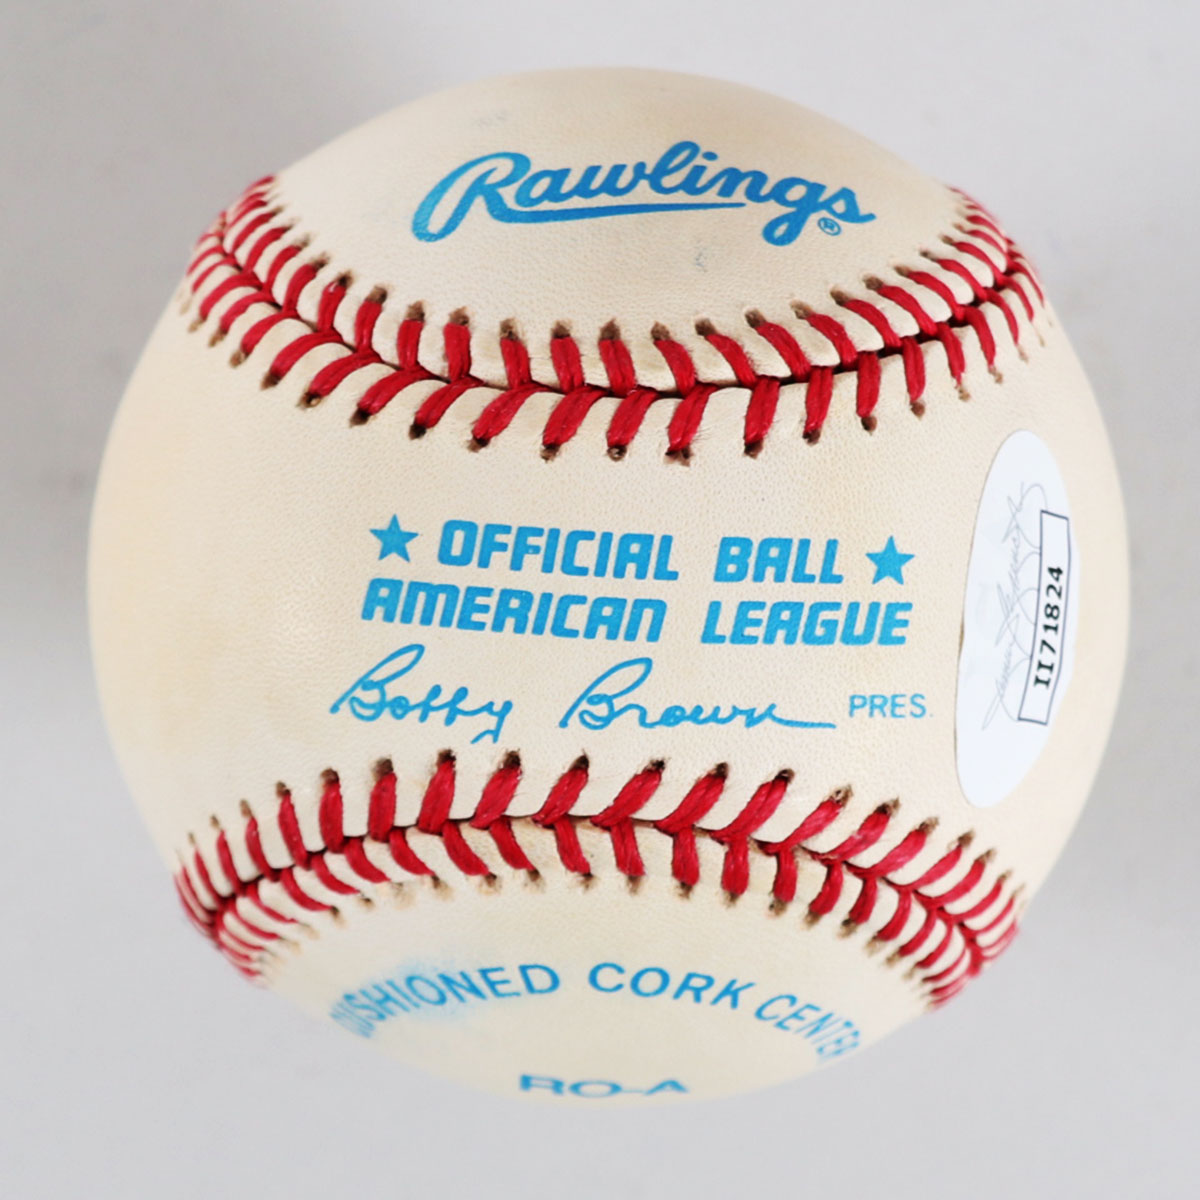 Rawlings®
★ OFFICIAL BALL ★
AMERICAN LEAGUE
Bobby Brown PRES.
CUSHIONED CORK CENTER
RO-A
II71824